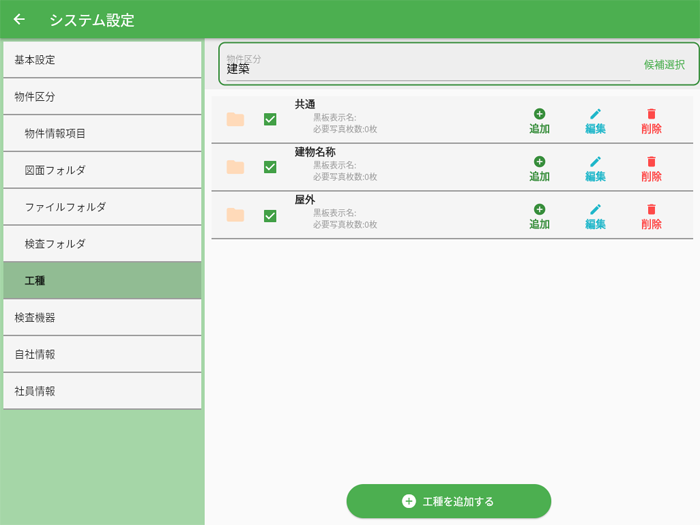 システム設定
基本設定
物件区分
物件情報項目
図面フォルダ
ファイルフォルダ
検査フォルダ
工種
検査機器
自社情報
社員情報
物件区分
建築
候補選択
共通
黒板表示名:
必要写真枚数:0枚
追加
編集
削除
建物名称
黒板表示名:
必要写真枚数:0枚
追加
編集
削除
屋外
黒板表示名:
必要写真枚数:0枚
追加
編集
削除
工種を追加する